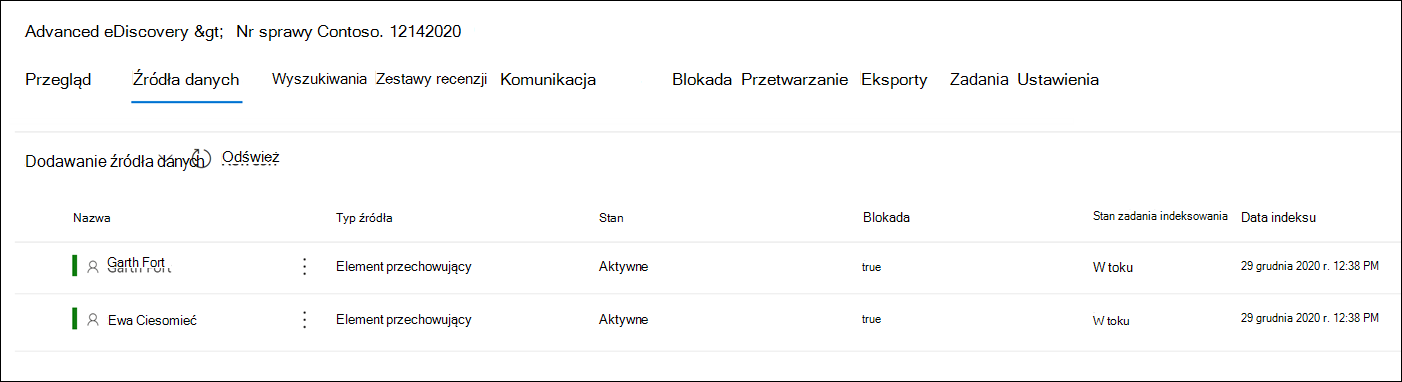 Advanced eDiscovery &gt; Nr sprawy Contoso. 12142020
Przegląd Źródła danych Wyszukiwania Zestawy recenzji Komunikacja Blokada Przetwarzanie Eksporty Zadania Ustawienia
Dodawanie źródła danych Odśwież
Nazwa Typ źródła Stan Blokada Stan zadania indeksowania Data indeksu
Garth Fort Element przechowujący Aktywne true W toku 29 grudnia 2020 r. 12:38 PM
Ewa Ciesomieć Element przechowujący Aktywne true W toku 29 grudnia 2020 r. 12:38 PM